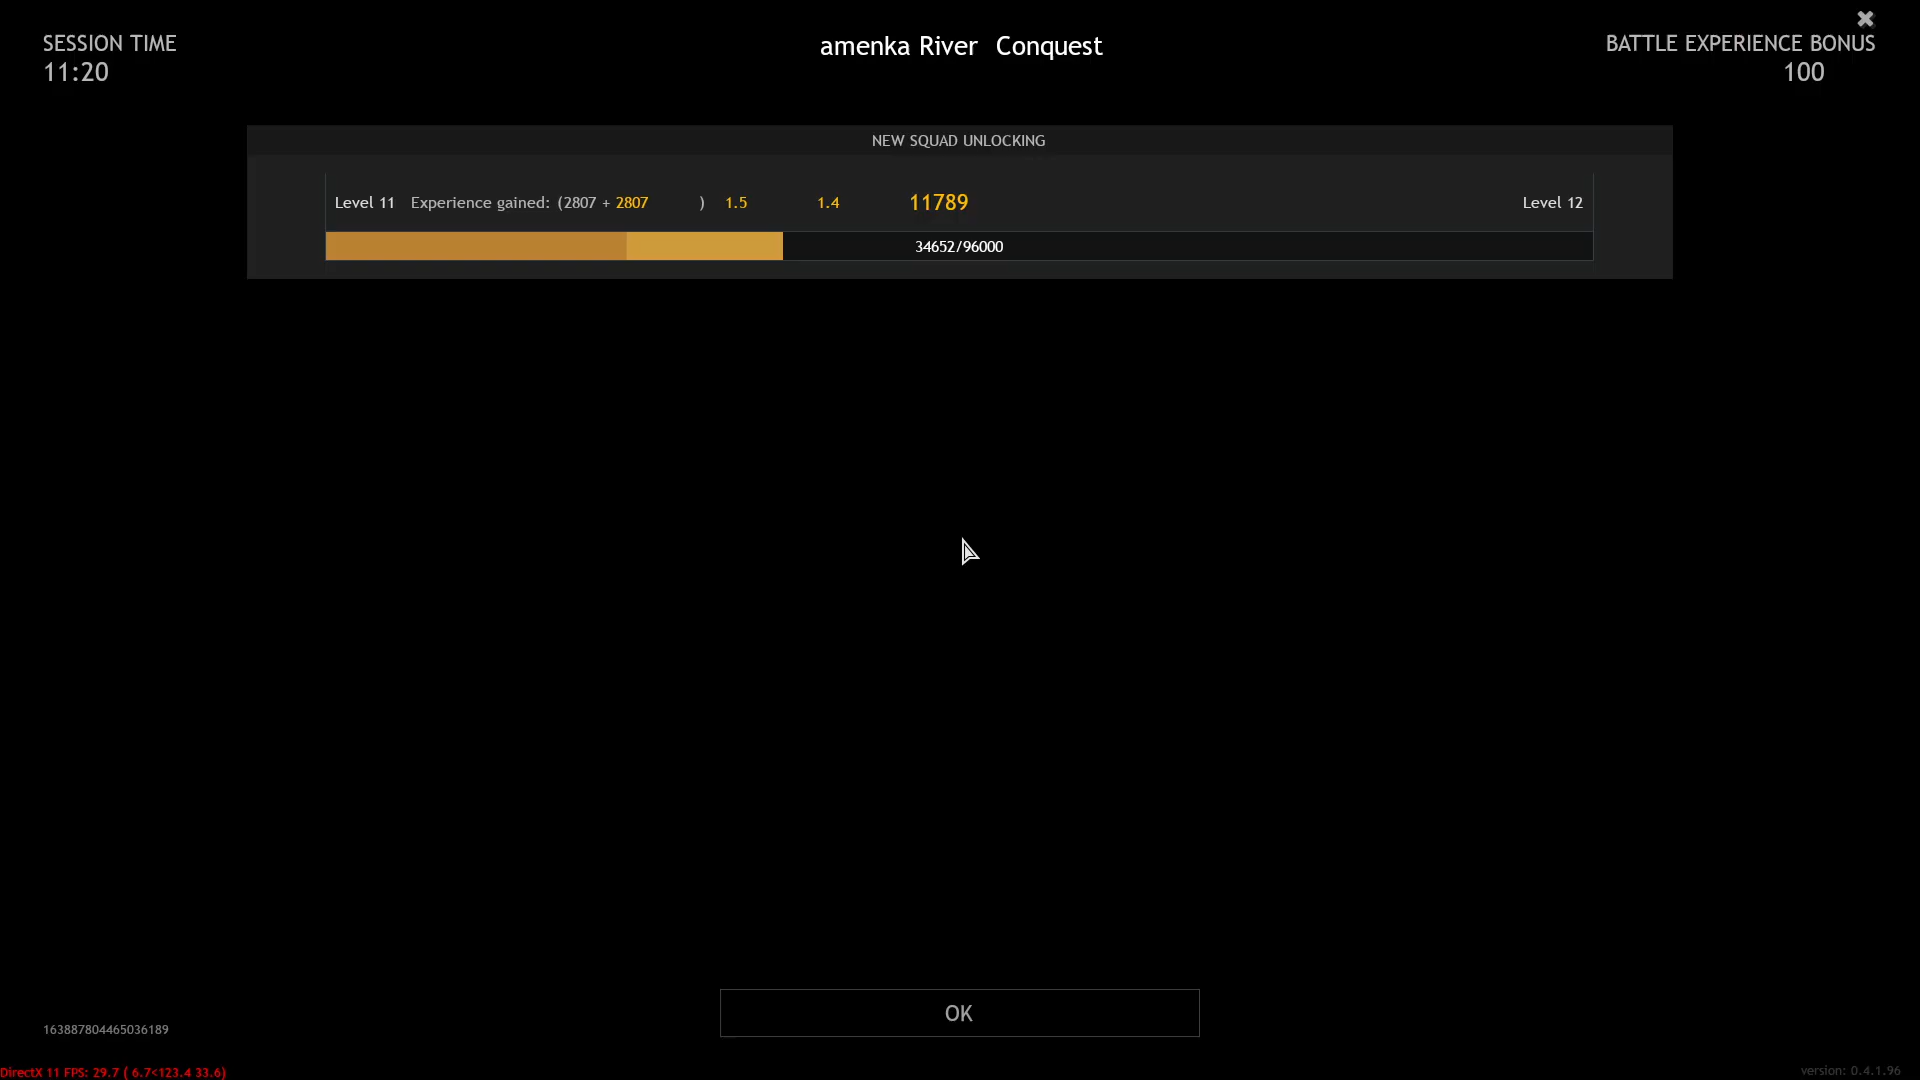 SESSION TIME
11:20
amenka River Conquest
BATTLE EXPERIENCE BONUS
100
NEW SQUAD UNLOCKING
Level 11 Experience gained: (2807 + 2807 ) 1.5 1.4 11789 Level 12
34652/96000
OK
163887804465036189
DirectX 11 FPS: 29.7 ( 6.7<123.4 33.6)
version: 0.4.1.96